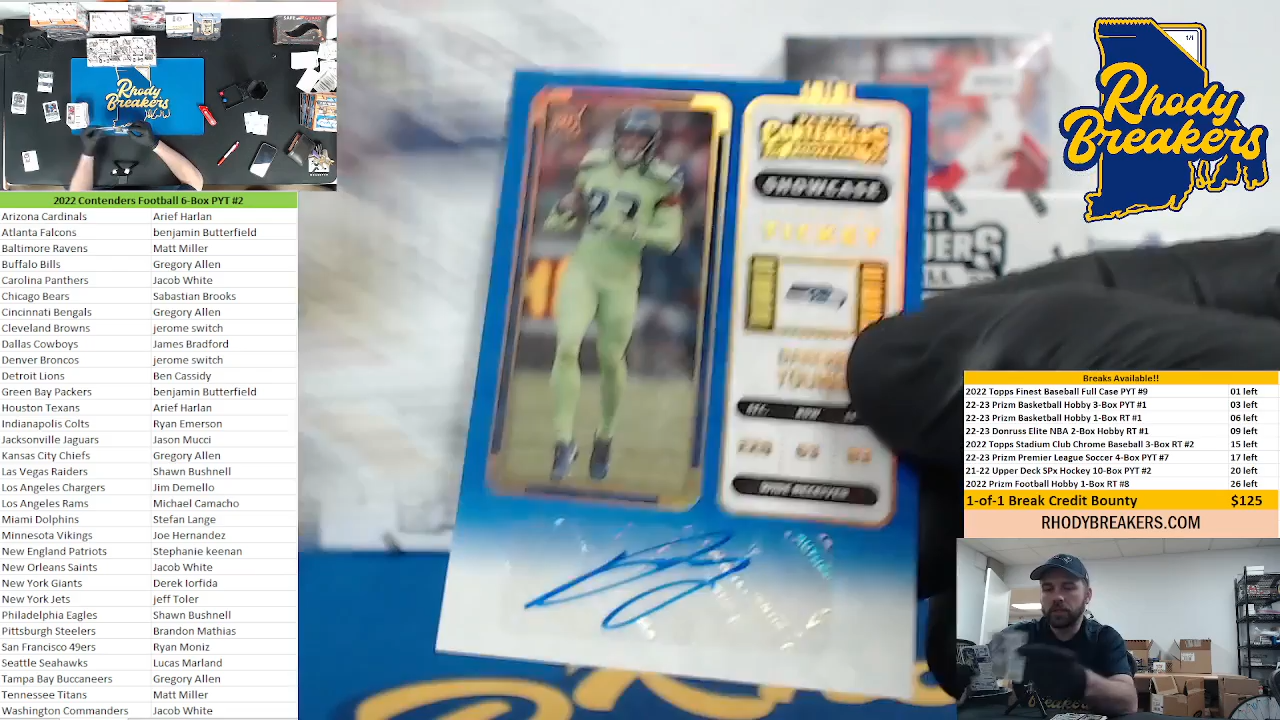 2022 Contenders Football 6-Box PYT #2
Arizona Cardinals Arief Harlan
Atlanta Falcons benjamin Butterfield
Baltimore Ravens Matt Miller
Buffalo Bills Gregory Allen
Carolina Panthers Jacob White
Chicago Bears Sabastian Brooks
Cincinnati Bengals Gregory Allen
Cleveland Browns jerome switch
Dallas Cowboys James Bradford
Denver Broncos jerome switch
Detroit Lions Ben Cassidy
Green Bay Packers benjamin Butterfield
Houston Texans Arief Harlan
Indianapolis Colts Ryan Emerson
Jacksonville Jaguars Jason Mucci
Kansas City Chiefs Gregory Allen
Las Vegas Raiders Shawn Bushnell
Los Angeles Chargers Jim Demello
Los Angeles Rams Michael Camacho
Miami Dolphins Stefan Lange
Minnesota Vikings Joe Hernandez
New England Patriots Stephanie keenan
New Orleans Saints Jacob White
New York Giants Derek Iorfida
New York Jets jeff Toler
Philadelphia Eagles Shawn Bushnell
Pittsburgh Steelers Brandon Mathias
San Francisco 49ers Ryan Moniz
Seattle Seahawks Lucas Marland
Tampa Bay Buccaneers Gregory Allen
Tennessee Titans Matt Miller
Washington Commanders Jacob White
Rhody
Breakers
CONTENDERS
SHOWCASE
TICKET
WIDE RECEIVER
1/1
Rhody
Breakers
Breaks Available!!
2022 Topps Finest Baseball Full Case PYT #9 01 left
22-23 Prizm Basketball Hobby 3-Box PYT #1 03 left
22-23 Prizm Basketball Hobby 1-Box RT #1 06 left
22-23 Donruss Elite NBA 2-Box Hobby RT #1 09 left
2022 Topps Stadium Club Chrome Baseball 3-Box RT #2 15 left
22-23 Prizm Premier League Soccer 4-Box PYT #7 17 left
21-22 Upper Deck SPx Hockey 10-Box PYT #2 20 left
2022 Prizm Football Hobby 1-Box RT #8 26 left
1-of-1 Break Credit Bounty $125
RHODYBREAKERS.COM